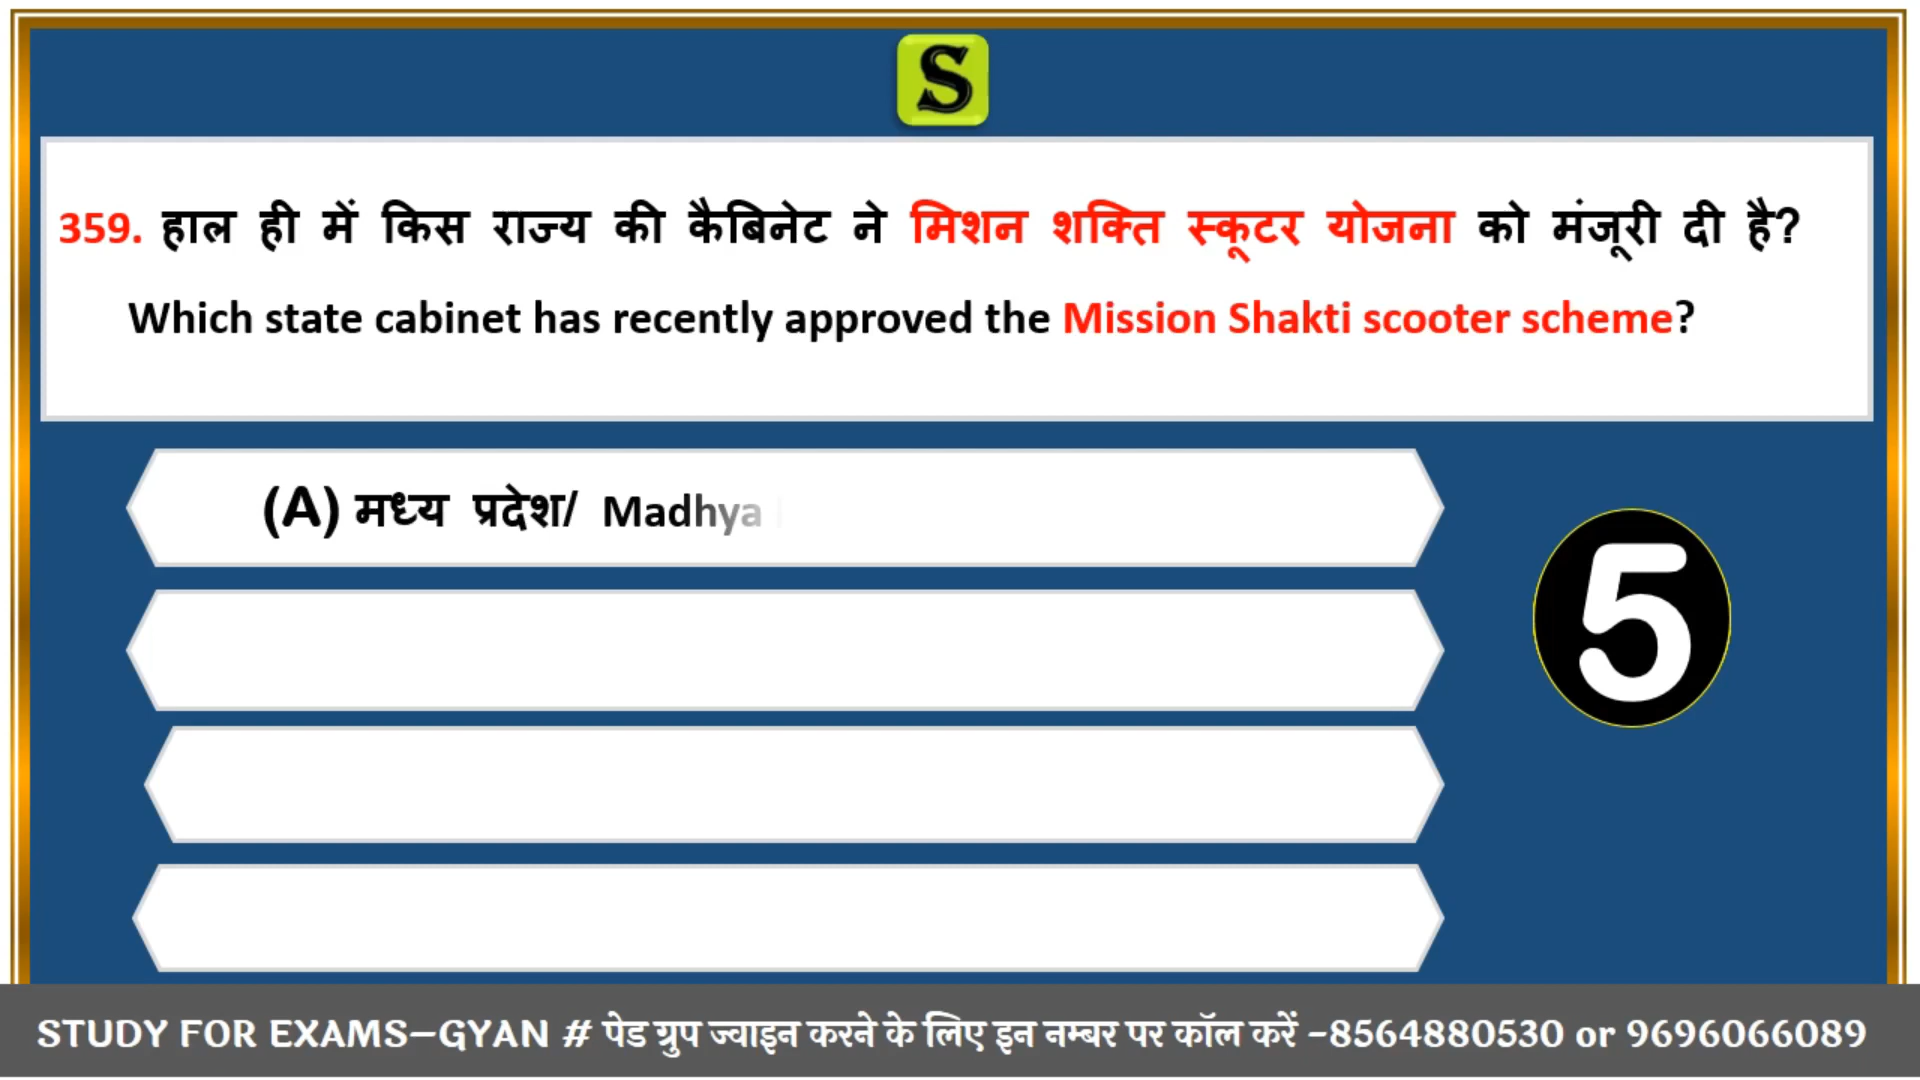 S
359. हाल ही में किस राज्य की कैबिनेट ने मिशन शक्ति स्कूटर योजना को मंजूरी दी है?
Which state cabinet has recently approved the Mission Shakti scooter scheme?
(A) मध्य प्रदेश/ Madhya
5
STUDY FOR EXAMS–GYAN # पेड ग्रुप ज्वाइन करने के लिए इन नम्बर पर कॉल करें –8564880530 or 9696066089